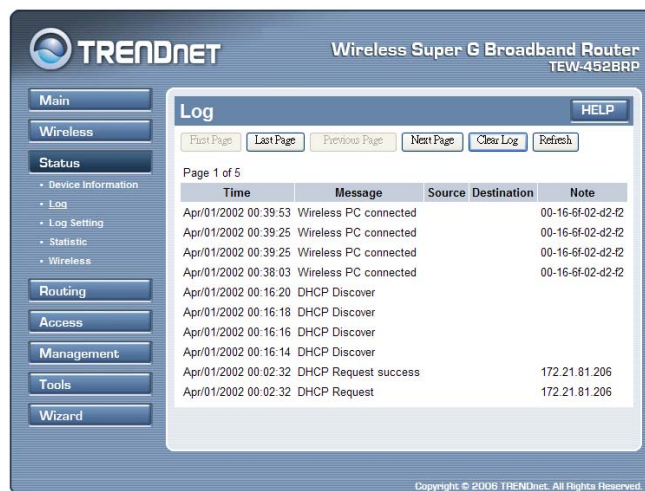 TRENDNET
Wireless Super G Broadband Router
TEW-452BRP
Main
Wireless
Status
• Device Information
• Log
• Log Setting
• Statistic
• Wireless
Routing
Access
Management
Tools
Wizard
Log
HELP
First Page Last Page Previous Page Next Page Clear Log Refresh
Page 1 of 5
Time Message Source Destination Note
Apr/01/2002 00:39:53 Wireless PC connected 00-16-6f-02-d2-f2
Apr/01/2002 00:39:25 Wireless PC connected 00-16-6f-02-d2-f2
Apr/01/2002 00:39:25 Wireless PC connected 00-16-6f-02-d2-f2
Apr/01/2002 00:38:03 Wireless PC connected 00-16-6f-02-d2-f2
Apr/01/2002 00:16:20 DHCP Discover
Apr/01/2002 00:16:18 DHCP Discover
Apr/01/2002 00:16:16 DHCP Discover
Apr/01/2002 00:16:14 DHCP Discover
Apr/01/2002 00:02:32 DHCP Request success 172.21.81.206
Apr/01/2002 00:02:32 DHCP Request 172.21.81.206
Copyright © 2006 TRENDnet. All Rights Reserved.